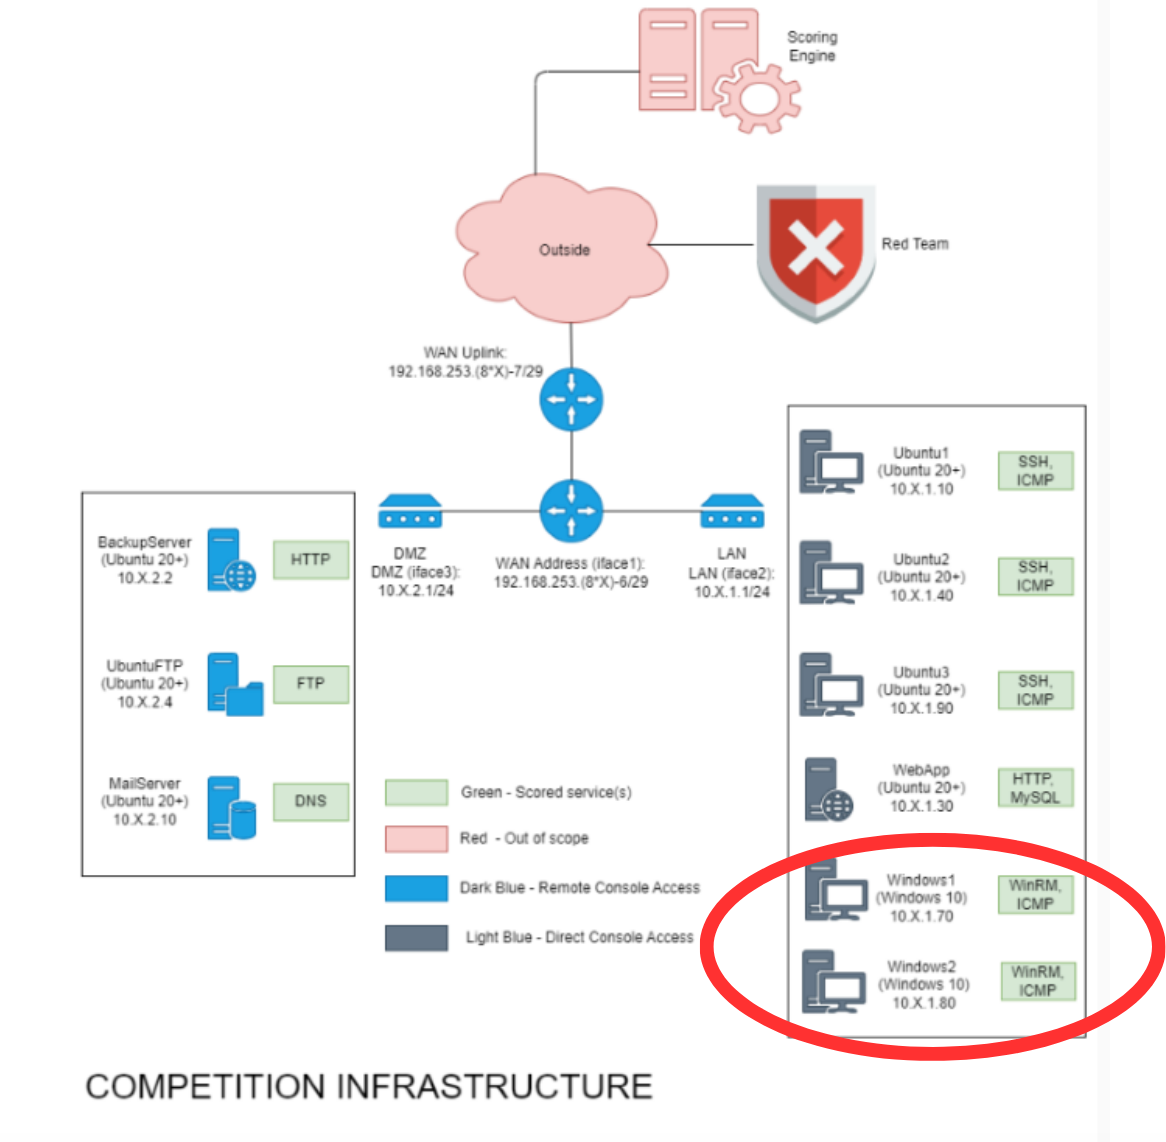 Scoring
Engine
Outside
Red Team
WAN Uplink:
192.168.253.(8*X)-7/29
BackupServer
(Ubuntu 20+)
10.X.2.2
HTTP
UbuntuFTP
(Ubuntu 20+)
10.X.2.4
FTP
MailServer
(Ubuntu 20+)
10.X.2.10
DNS
DMZ
DMZ (iface3):
10.X.2.1/24
WAN Address (iface1):
192.168.253.(8*X)-6/29
LAN
LAN (iface2):
10.X.1.1/24
Ubuntu1
(Ubuntu 20+)
10.X.1.10
SSH,
ICMP
Ubuntu2
(Ubuntu 20+)
10.X.1.40
SSH,
ICMP
Ubuntu3
(Ubuntu 20+)
10.X.1.90
SSH,
ICMP
WebApp
(Ubuntu 20+)
10.X.1.30
HTTP,
MySQL
Windows1
(Windows 10)
10.X.1.70
WinRM,
ICMP
Windows2
(Windows 10)
10.X.1.80
WinRM,
ICMP
Green - Scored service(s)
Red - Out of scope
Dark Blue - Remote Console Access
Light Blue - Direct Console Access
COMPETITION INFRASTRUCTURE